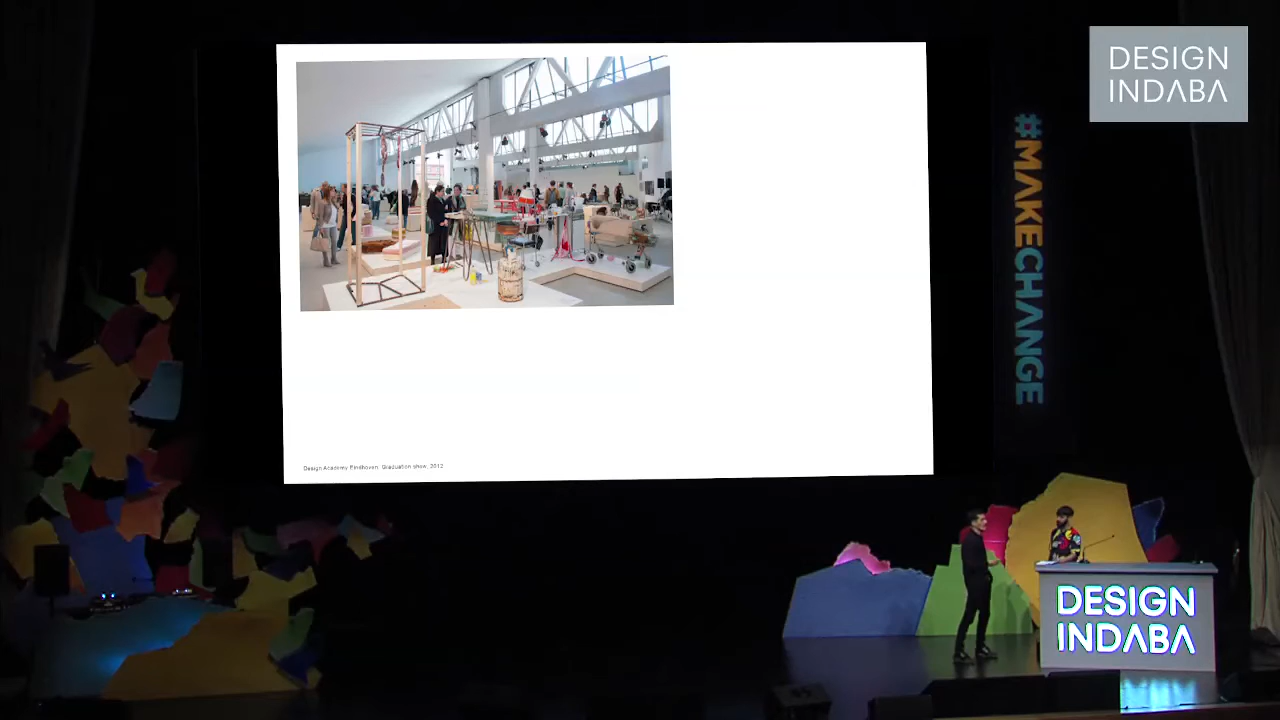 DESIGN
INDABA
#MAKECHANGE
Design Academy Eindhoven, Graduation show, 2012
DESIGN
INDABA